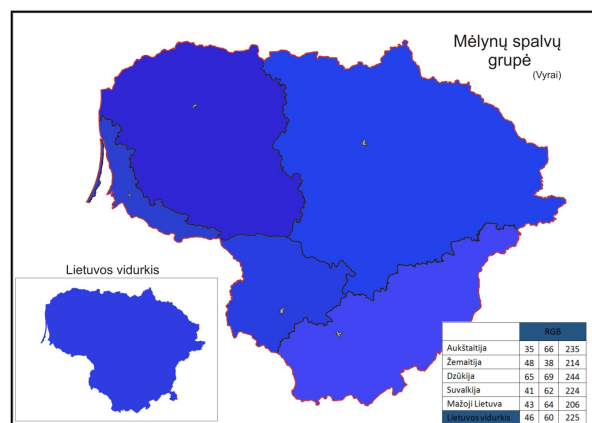 Mėlynų spalvų
grupė
(Vyrai)
Lietuvos vidurkis
RGB
Aukštaitija 35 66 235
Žemaitija 48 38 214
Dzūkija 65 69 244
Suvalkija 41 62 224
Mažoji Lietuva 43 64 206
Lietuvos vidurkis 46 60 225